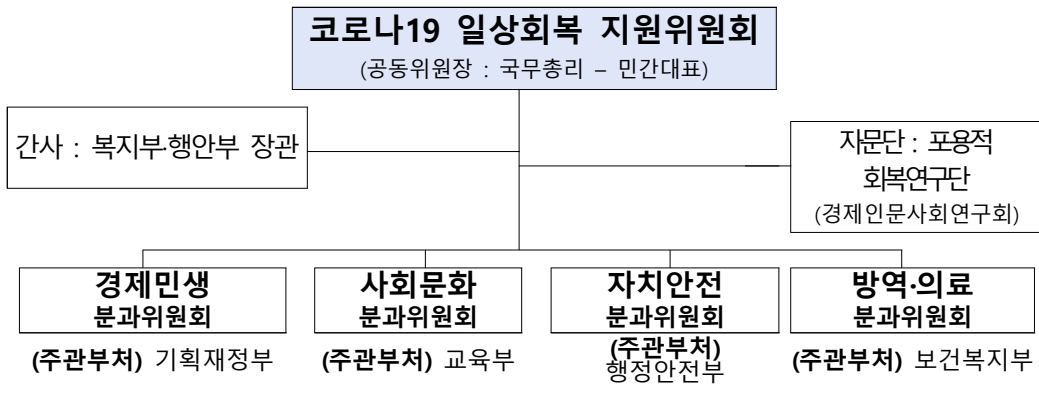 코로나19 일상회복 지원위원회
(공동위원장 : 국무총리 – 민간대표)
간사 : 복지부·행안부 장관
자문단 : 포용적
회복연구단
(경제인문사회연구회)
경제민생
분과위원회
(주관부처) 기획재정부
사회문화
분과위원회
(주관부처) 교육부
자치안전
분과위원회
(주관부처)
행정안전부
방역·의료
분과위원회
(주관부처) 보건복지부